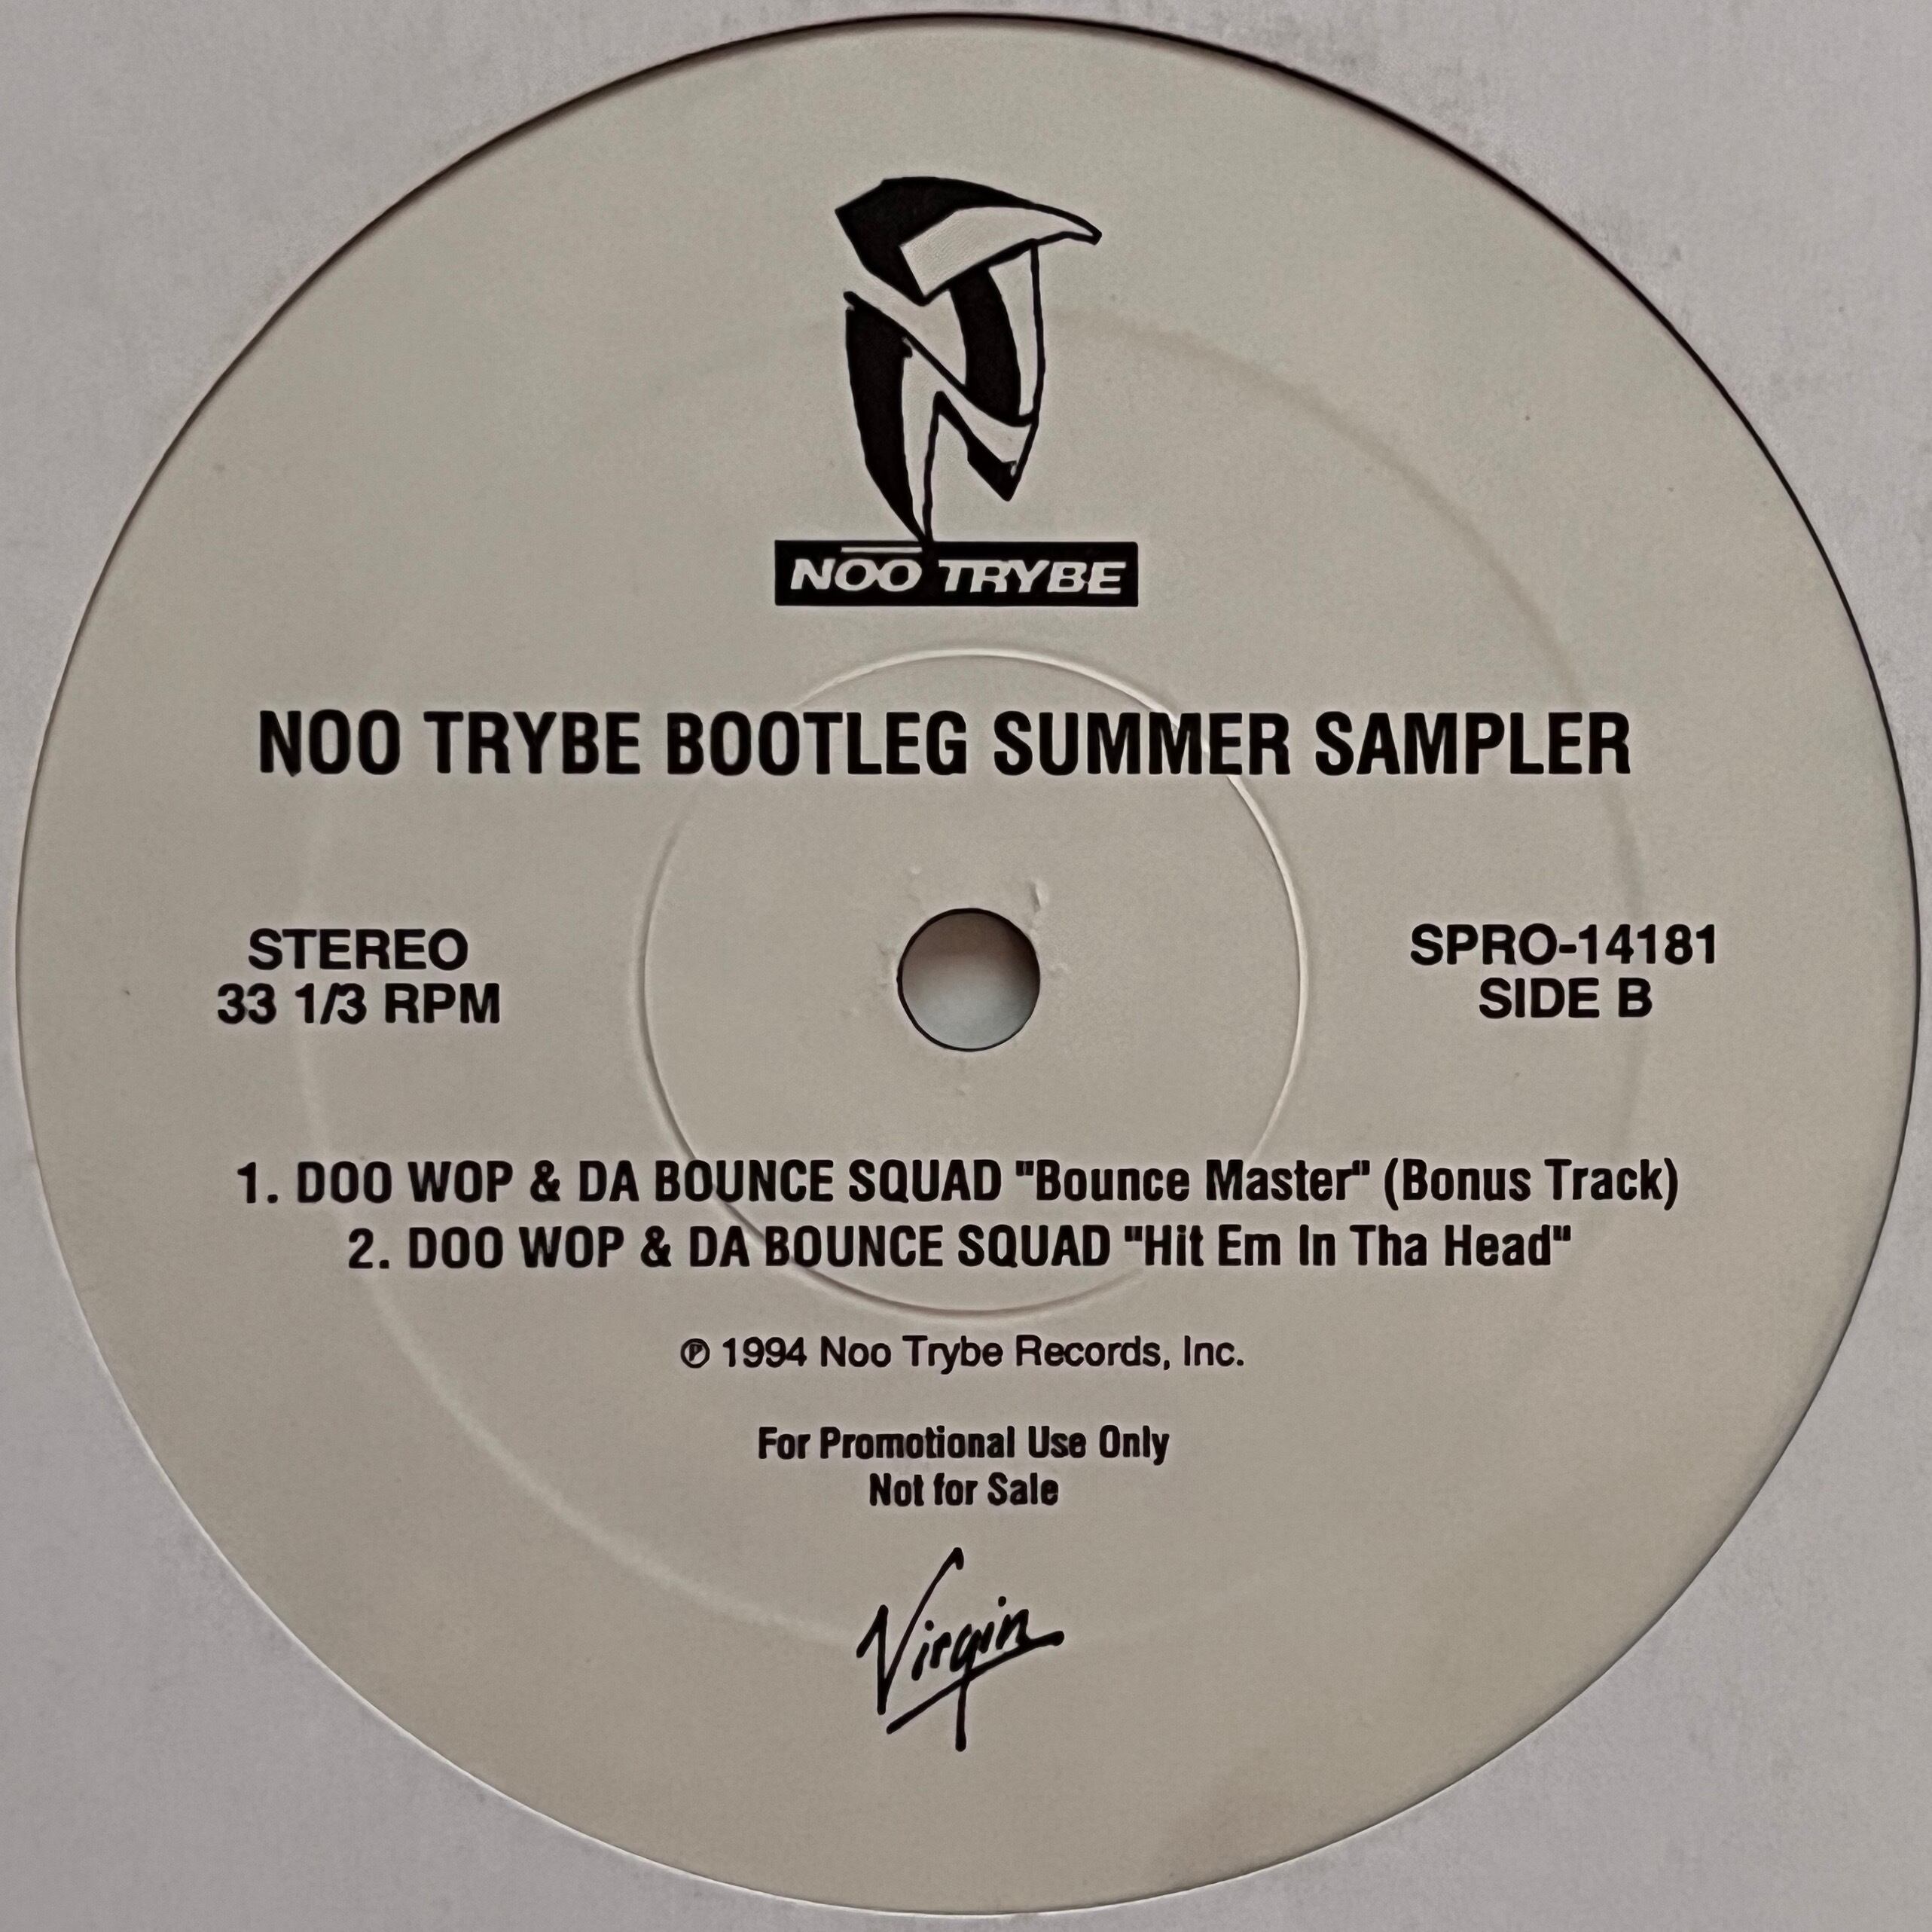 NOO TRYBE
NOO TRYBE BOOTLEG SUMMER SAMPLER
STEREO
33 1/3 RPM
SPRO-14181
SIDE B
1. DOO WOP & DA BOUNCE SQUAD "Bounce Master" (Bonus Track)
2. DOO WOP & DA BOUNCE SQUAD "Hit Em In Tha Head"
℗ 1994 Noo Trybe Records, Inc.
For Promotional Use Only
Not for Sale
Virgin